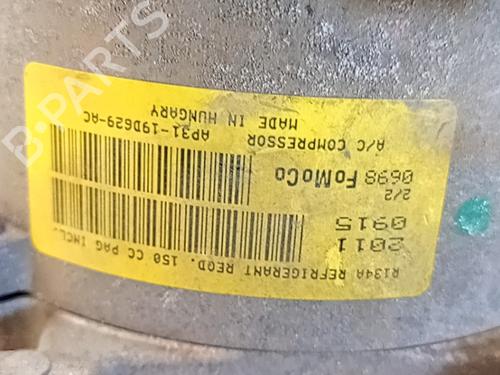 R134A REFRIGERANT REQD. 150 CC PAG INCL.
2011
0915
2/2
0698 FoMoCo
A/C COMPRESSOR AP31-19D629-AC
MADE IN HUNGARY
B-PARTS